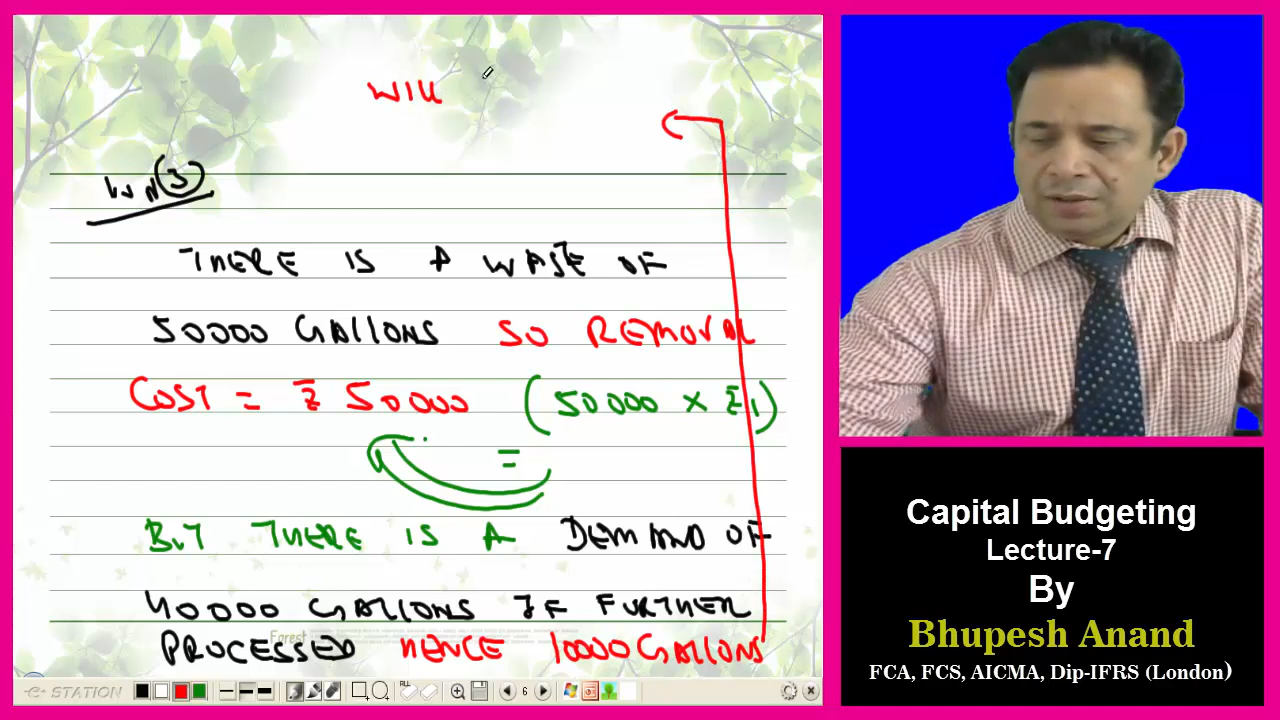 WILL
W N (3)
THERE IS A WASTE OF
50000 GALLONS SO REMOVAL
COST = ₹ 50000 (50000 × ₹1)
=
BUT THERE IS A DEMAND OF
40000 GALLONS IF FURTHER
PROCESSED HENCE 10000 GALLONS
Forest
e-STATION
6
Capital Budgeting
Lecture-7
By
Bhupesh Anand
FCA, FCS, AICMA, Dip-IFRS (London)